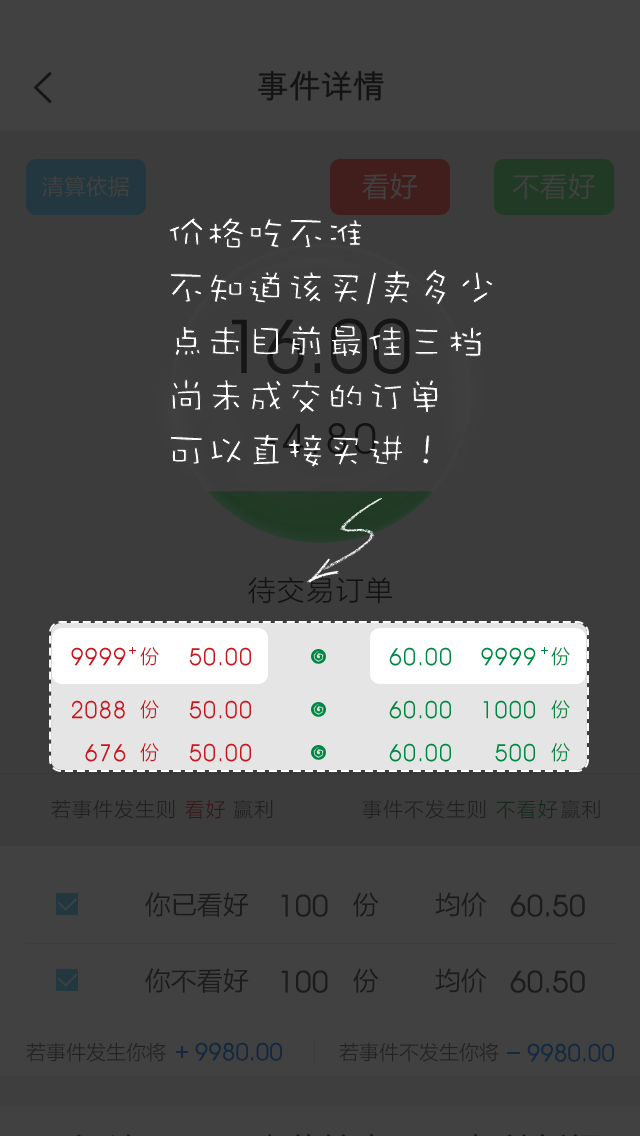 事件详情
清算依据 看好 不看好
价格吃不准
不知道该买/卖多少
16.00
点击目前最佳三档
尚未成交的订单
4.80
可以直接买进！
待交易订单
9999+份 50.00 60.00 9999+份
2088 份 50.00 60.00 1000 份
676 份 50.00 60.00 500 份
若事件发生则 看好 赢利 事件不发生则 不看好赢利
你已看好 100 份 均价 60.50
你不看好 100 份 均价 60.50
若事件发生你将 +9980.00 若事件不发生你将 -9980.00